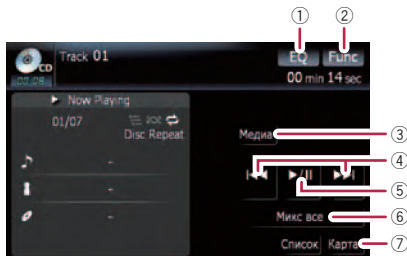 ① ②
CD Track 01 EQ Func
00:09 00 min 14 sec
Now Playing
01/07
Disc Repeat
Медиа ③
- ④
- ⑤
- Микс все ⑥
Список Карта ⑦